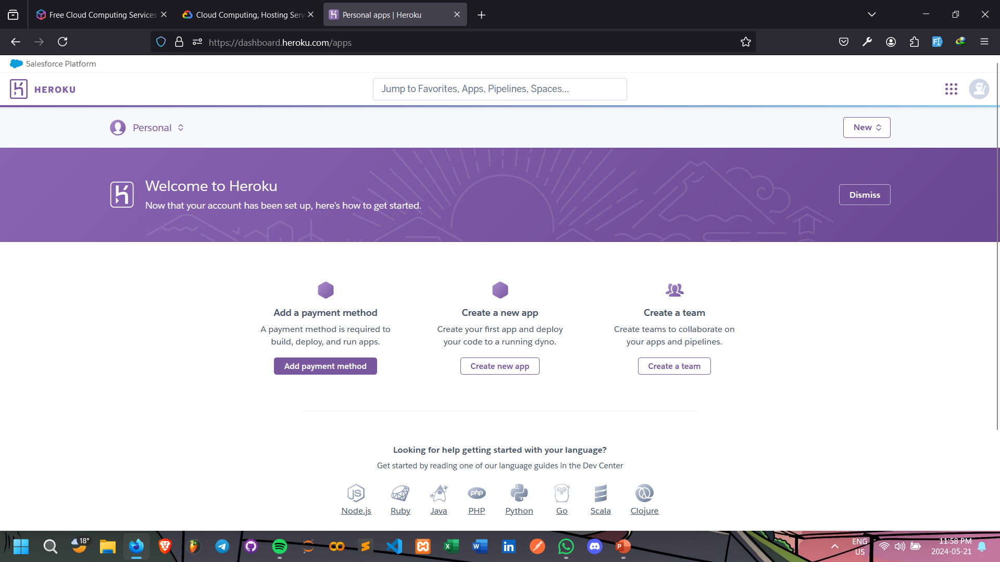 Free Cloud Computing Services
Cloud Computing, Hosting Serv
Personal apps | Heroku
https://dashboard.heroku.com/apps
Salesforce Platform
HEROKU
Jump to Favorites, Apps, Pipelines, Spaces...
Personal
New
Welcome to Heroku
Now that your account has been set up, here's how to get started.
Dismiss
Add a payment method
A payment method is required to
build, deploy, and run apps.
Add payment method
Create a new app
Create your first app and deploy
your code to a running dyno.
Create new app
Create a team
Create teams to collaborate on
your apps and pipelines.
Create a team
Looking for help getting started with your language?
Get started by reading one of our language guides in the Dev Center
JS
php
Node.js
Ruby
Java
PHP
Python
Go
Scala
Clojure
18°
ENG
US
11:58 PM
2024-05-21